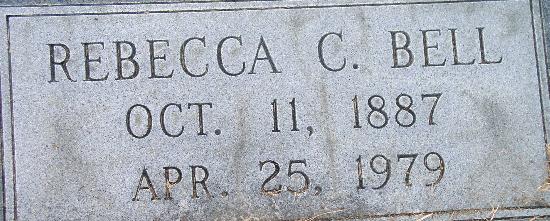 REBECCA C. BELL
OCT. 11, 1887
APR. 25, 1979